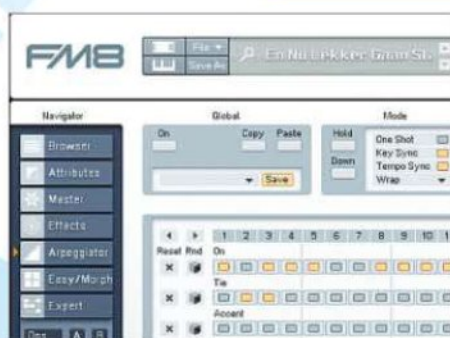 FM8
File
Save As
En Nu Lekker Gaan Sl
Navigator
Global
Mode
Browser
Attributes
Master
Effects
Arpeggiator
Easy/Morph
Expert
Ops A B
On Copy Paste
Save
Hold
Down
One Shot
Key Sync
Tempo Sync
Wrap
1 2 3 4 5 6 7 8 9 10 1
Reset Rnd On
Tie
Accent